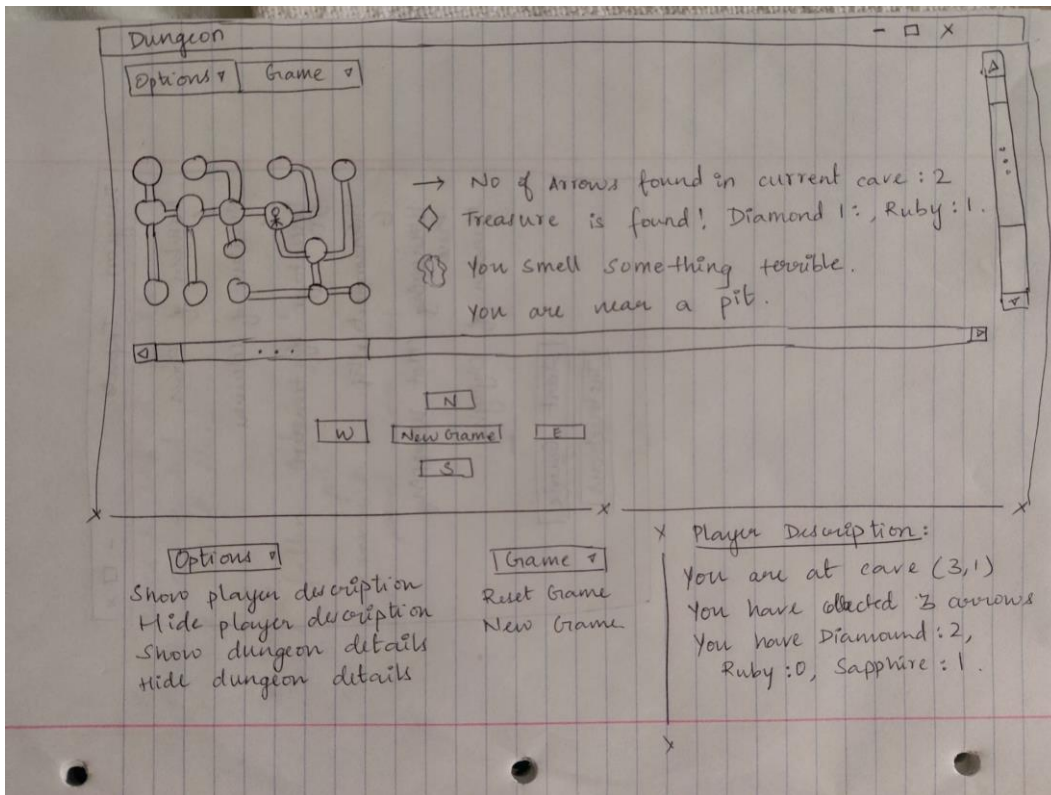 Dungeon
Options Game
→ No of Arrows found in current cave : 2
Treasure is found! Diamond 1:, Ruby : 1.
You smell something terrible.
You are near a pit.
N
W New Game E
S
Options
Show player description
Hide player description
Show dungeon details
Hide dungeon details
Game
Reset Game
New Game
Player Description:
You are at cave (3,1)
You have collected 3 arrows
You have Diamound : 2,
Ruby : 0, Sapphire : 1.